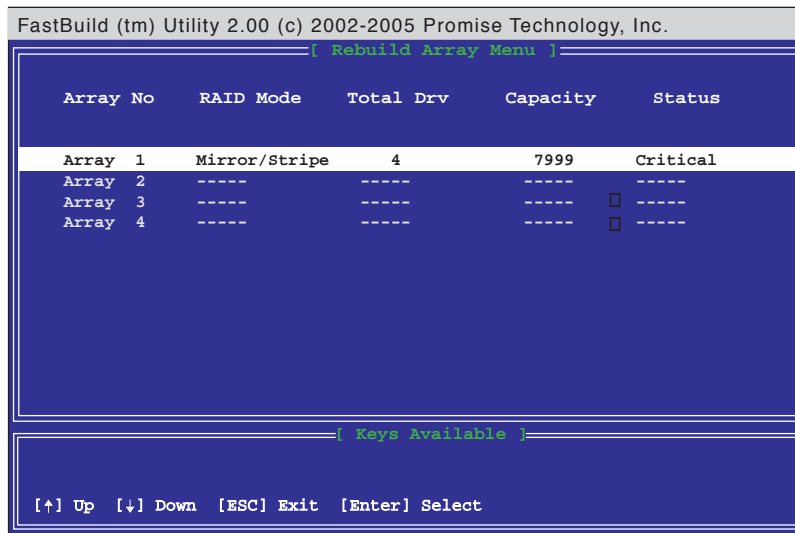 FastBuild (tm) Utility 2.00 (c) 2002-2005 Promise Technology, Inc.
[ Rebuild Array Menu ]
Array No RAID Mode Total Drv Capacity Status
Array 1 Mirror/Stripe 4 7999 Critical
Array 2 ----- ----- ----- -----
Array 3 ----- ----- ----- -----
Array 4 ----- ----- ----- -----
[ Keys Available ]
[↑] Up [↓] Down [ESC] Exit [Enter] Select